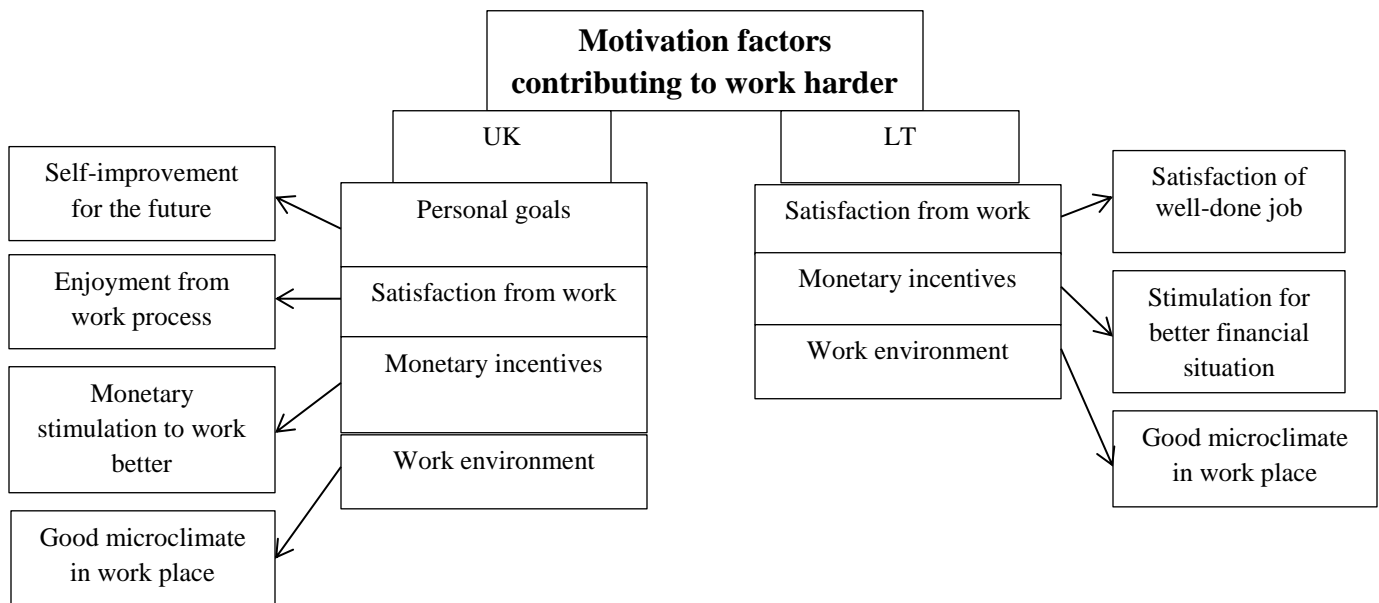 Motivation factors
contributing to work harder
UK
LT
Self-improvement
for the future
Enjoyment from
work process
Monetary
stimulation to work
better
Good microclimate
in work place
Personal goals
Satisfaction from work
Monetary incentives
Work environment
Satisfaction from work
Monetary incentives
Work environment
Satisfaction of
well-done job
Stimulation for
better financial
situation
Good microclimate
in work place